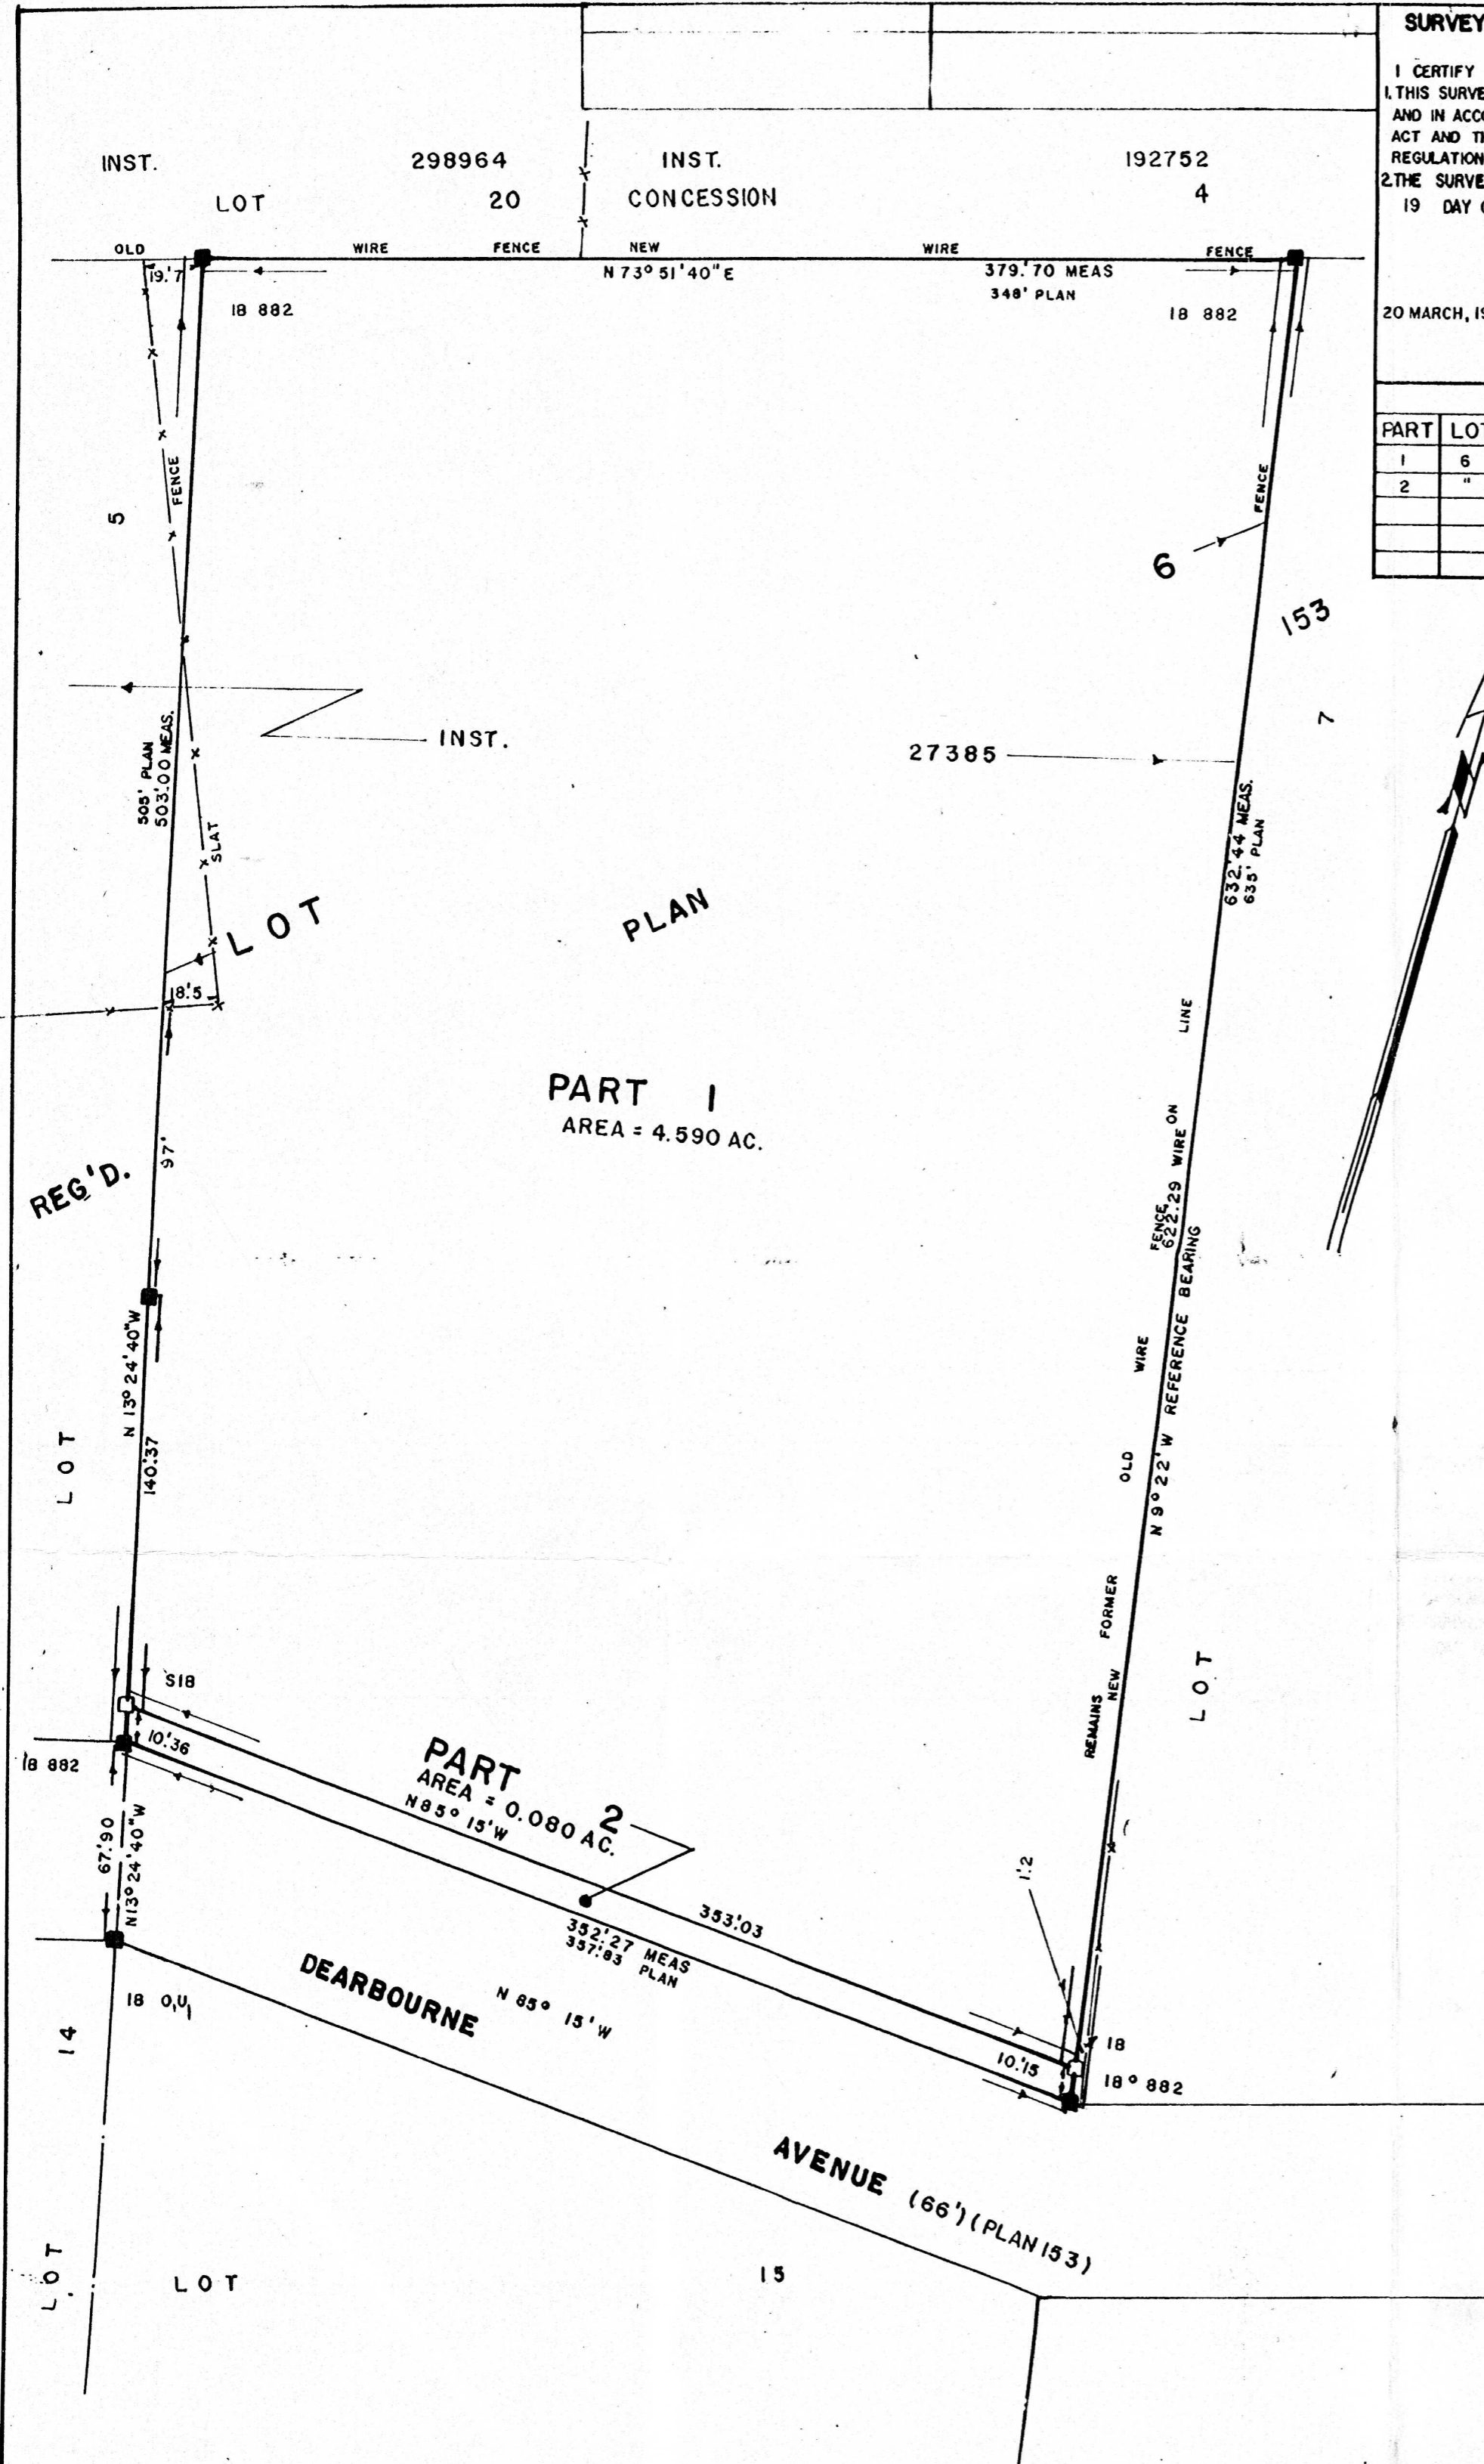 SURVEY
I CERTIFY
1. THIS SURVE
AND IN ACCO
ACT AND T
REGULATION
2. THE SURVE
19 DAY
20 MARCH, 19
PART LOT
1 6
2 "
INST. 298964 INST. 192752
LOT 20 CONCESSION 4
OLD WIRE FENCE NEW WIRE FENCE
19.'7
N 73° 51' 40" E
379.'70 MEAS
348' PLAN
18 882
18 882
FENCE
FENCE
5
6
153
7
INST.
27385
505' PLAN
503.'00 MEAS.
632.'44 MEAS.
635' PLAN
SLAT
LOT
PLAN
8.'5
LINE
PART 1
AREA = 4.590 AC.
ON
WIRE
FENCE
622.29
97'
REG'D.
N 9° 22' W REFERENCE BEARING
N 13° 24' 40" W
WIRE
140.'37
OLD
LOT
FORMER
NEW
REMAINS
LOT
S18
10.'36
18 882
PART 2
AREA = 0.080 AC.
N 85° 15' W
67.'90
N 13° 24' 40" W
1.'2
353.'03
352.'27 MEAS
357.'83 PLAN
DEARBOURNE
N 85° 15' W
18 O,U,
14
18
10.'15
18° 882
AVENUE (66') (PLAN 153)
LOT
LOT
15